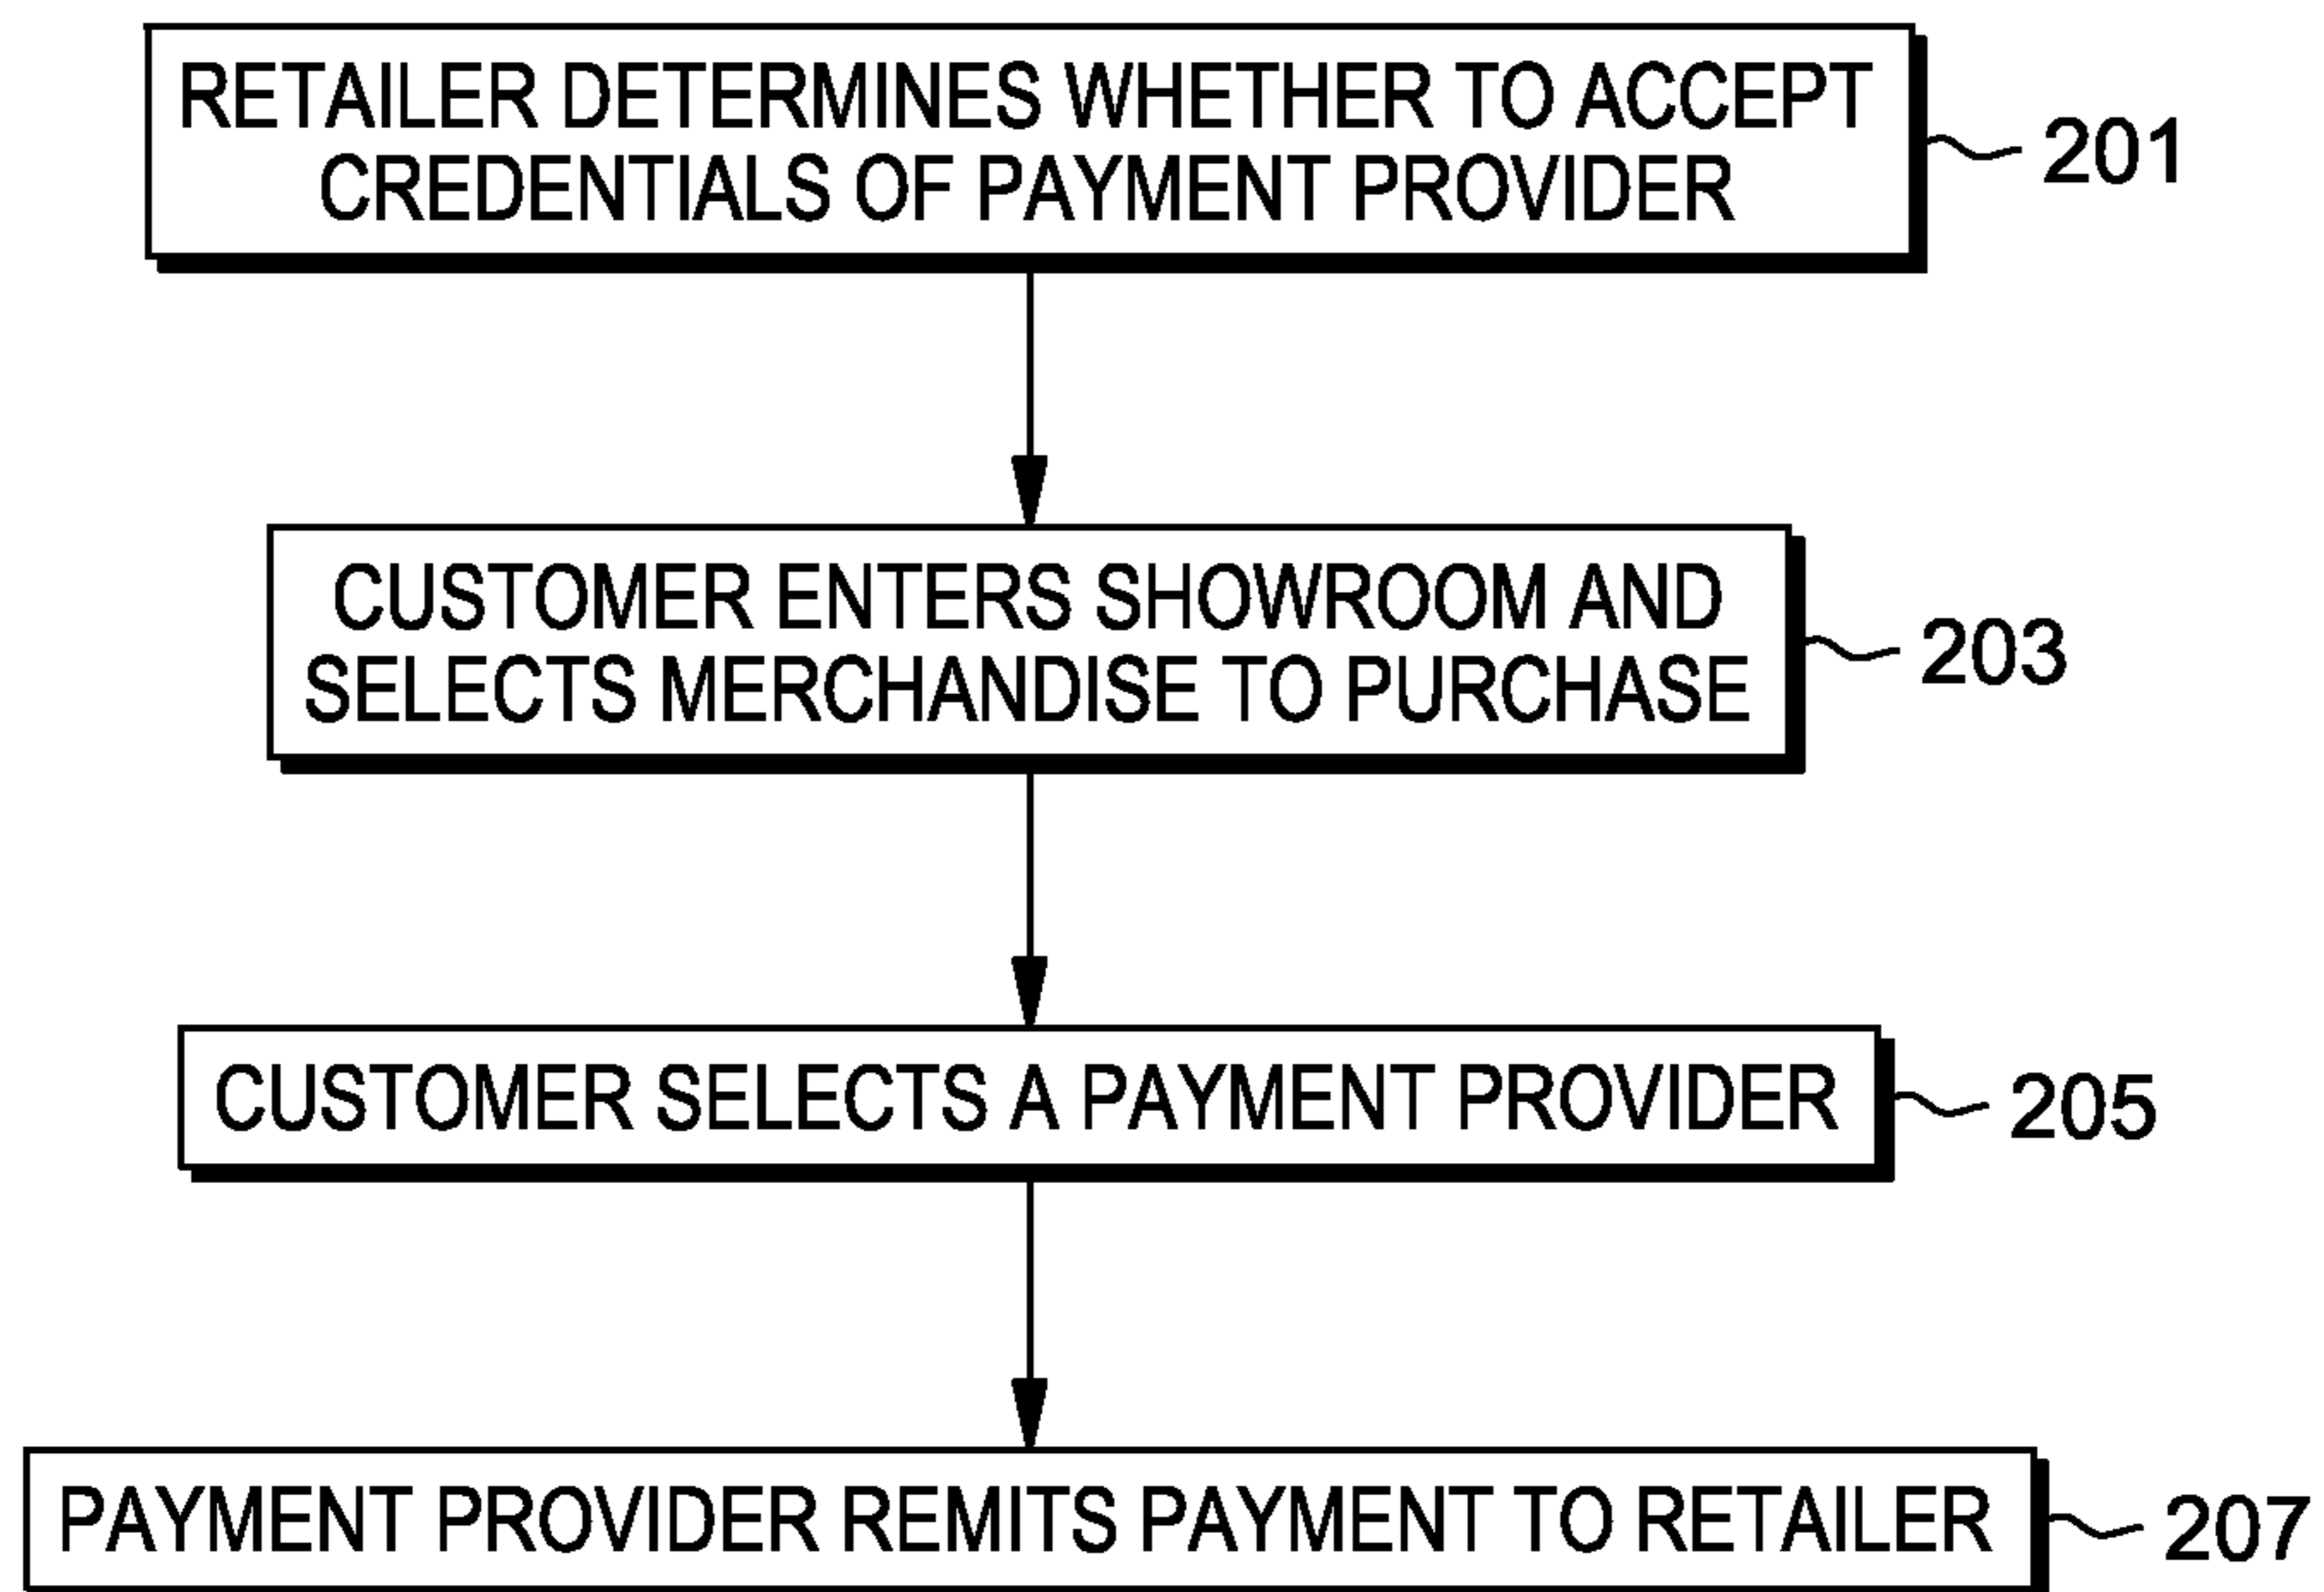 RETAILER DETERMINES WHETHER TO ACCEPT
CREDENTIALS OF PAYMENT PROVIDER
201
CUSTOMER ENTERS SHOWROOM AND
SELECTS MERCHANDISE TO PURCHASE
203
CUSTOMER SELECTS A PAYMENT PROVIDER
205
PAYMENT PROVIDER REMITS PAYMENT TO RETAILER
207